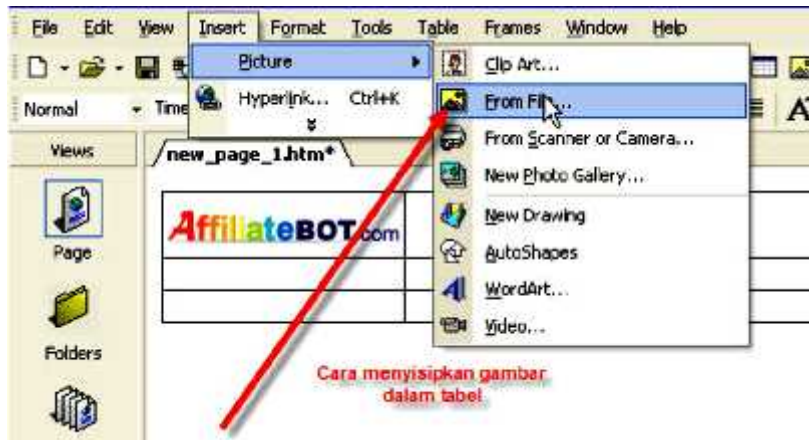 File Edit View Insert Format Tools Table Frames Window Help
Picture
Hyperlink... Ctrl+K
Clip Art...
From File...
From Scanner or Camera...
New Photo Gallery...
New Drawing
AutoShapes
WordArt...
Video...
Normal
Time
Views
new_page_1.htm*
AffiliateBOT.com
Page
Folders
Cara menyisipkan gambar
dalam tabel